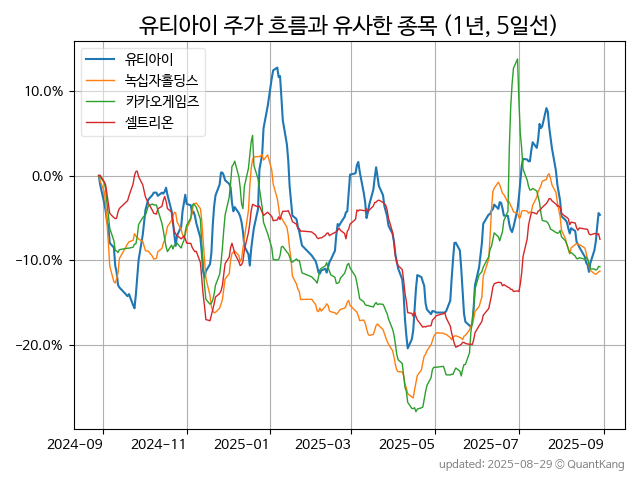 유티아이 주가 흐름과 유사한 종목 (1년, 5일선)
유티아이
녹십자홀딩스
카카오게임즈
셀트리온
10.0%
0.0%
−10.0%
−20.0%
2024-09 2024-11 2025-01 2025-03 2025-05 2025-07 2025-09
updated: 2025-08-29 © QuantKang